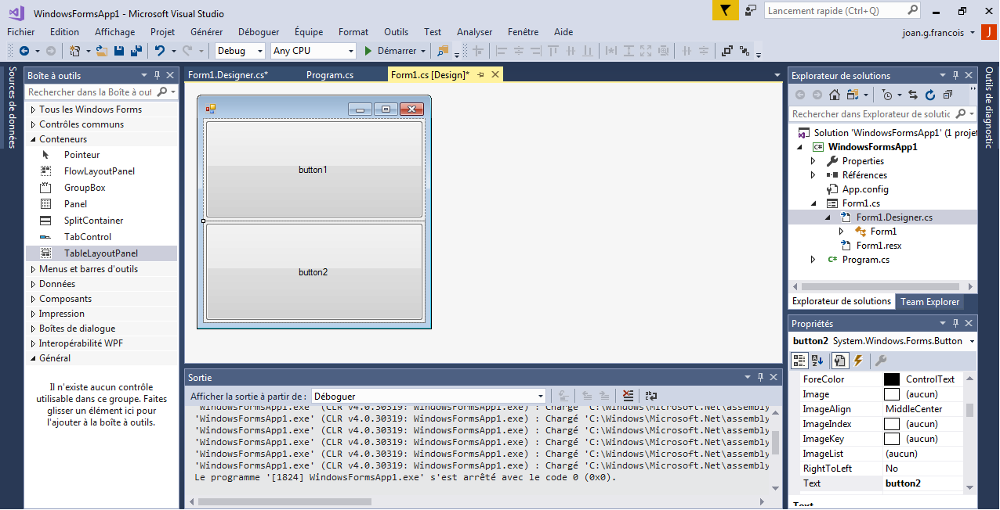 WindowsFormsApp1 - Microsoft Visual Studio
Lancement rapide (Ctrl+Q)
Fichier Edition Affichage Projet Générer Déboguer Équipe Format Outils Test Analyser Fenêtre Aide
joan.g.francois J
Debug Any CPU Démarrer
Sources de données
Boîte à outils
Rechercher dans la Boîte à out
Tous les Windows Forms
Contrôles communs
Conteneurs
Pointeur
FlowLayoutPanel
GroupBox
Panel
SplitContainer
TabControl
TableLayoutPanel
Menus et barres d'outils
Données
Composants
Impression
Boîtes de dialogue
Interopérabilité WPF
Général
Il n'existe aucun contrôle
utilisable dans ce groupe. Faites
glisser un élément ici pour
l'ajouter à la boîte à outils.
Form1.Designer.cs* Program.cs Form1.cs [Design]*
button1
button2
Sortie
Afficher la sortie à partir de : Déboguer
'WindowsFormsApp1.exe' (CLR v4.0.30319: WindowsFormsApp1.exe) : Chargé 'C:\Windows\Microsoft.Net\assembly
'WindowsFormsApp1.exe' (CLR v4.0.30319: WindowsFormsApp1.exe) : Chargé 'C:\Windows\Microsoft.Net\assembly
'WindowsFormsApp1.exe' (CLR v4.0.30319: WindowsFormsApp1.exe) : Chargé 'C:\Windows\Microsoft.Net\assembly
'WindowsFormsApp1.exe' (CLR v4.0.30319: WindowsFormsApp1.exe) : Chargé 'C:\Windows\Microsoft.Net\assembly
'WindowsFormsApp1.exe' (CLR v4.0.30319: WindowsFormsApp1.exe) : Chargé 'C:\Windows\Microsoft.Net\assembly
'WindowsFormsApp1.exe' (CLR v4.0.30319: WindowsFormsApp1.exe) : Chargé 'C:\Windows\Microsoft.Net\assembly
Le programme '[1824] WindowsFormsApp1.exe' s'est arrêté avec le code 0 (0x0).
Explorateur de solutions
Rechercher dans Explorateur de solutic
Solution 'WindowsFormsApp1' (1 projet
C# WindowsFormsApp1
Properties
Références
App.config
Form1.cs
Form1.Designer.cs
Form1
Form1.resx
C# Program.cs
Explorateur de solutions Team Explorer
Propriétés
button2 System.Windows.Forms.Button
ForeColor ControlText
Image (aucun)
ImageAlign MiddleCenter
ImageIndex (aucun)
ImageKey (aucun)
ImageList (aucun)
RightToLeft No
Text button2
Text
Outils de diagnostic